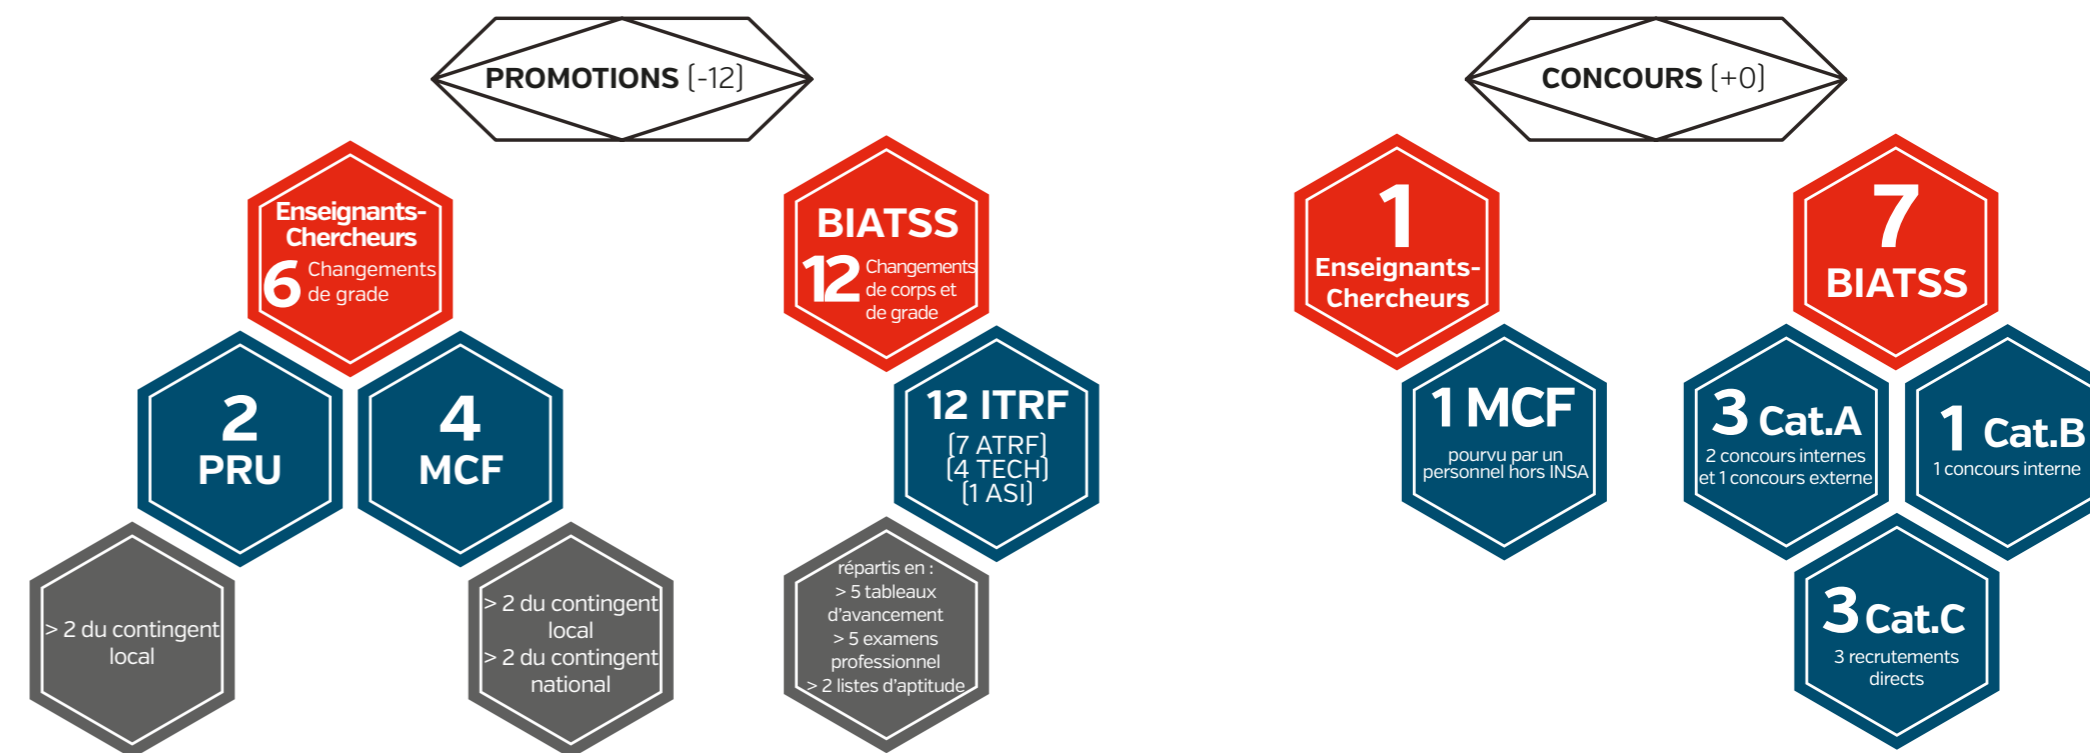 PROMOTIONS (-12)
Enseignants-
Chercheurs
6 Changements
de grade
2
PRU
4
MCF
> 2 du contingent
local
> 2 du contingent
local
> 2 du contingent
national
BIATSS
12 Changements
de corps et
de grade
12 ITRF
(7 ATRF)
(4 TECH)
(1 ASI)
répartis en :
> 5 tableaux
d'avancement
> 5 examens
professionnel
> 2 listes d'aptitude
CONCOURS (+0)
1
Enseignants-
Chercheurs
1 MCF
pourvu par un
personnel hors INSA
7
BIATSS
3 Cat.A
2 concours internes
et 1 concours externe
1 Cat.B
1 concours interne
3 Cat.C
3 recrutements
directs